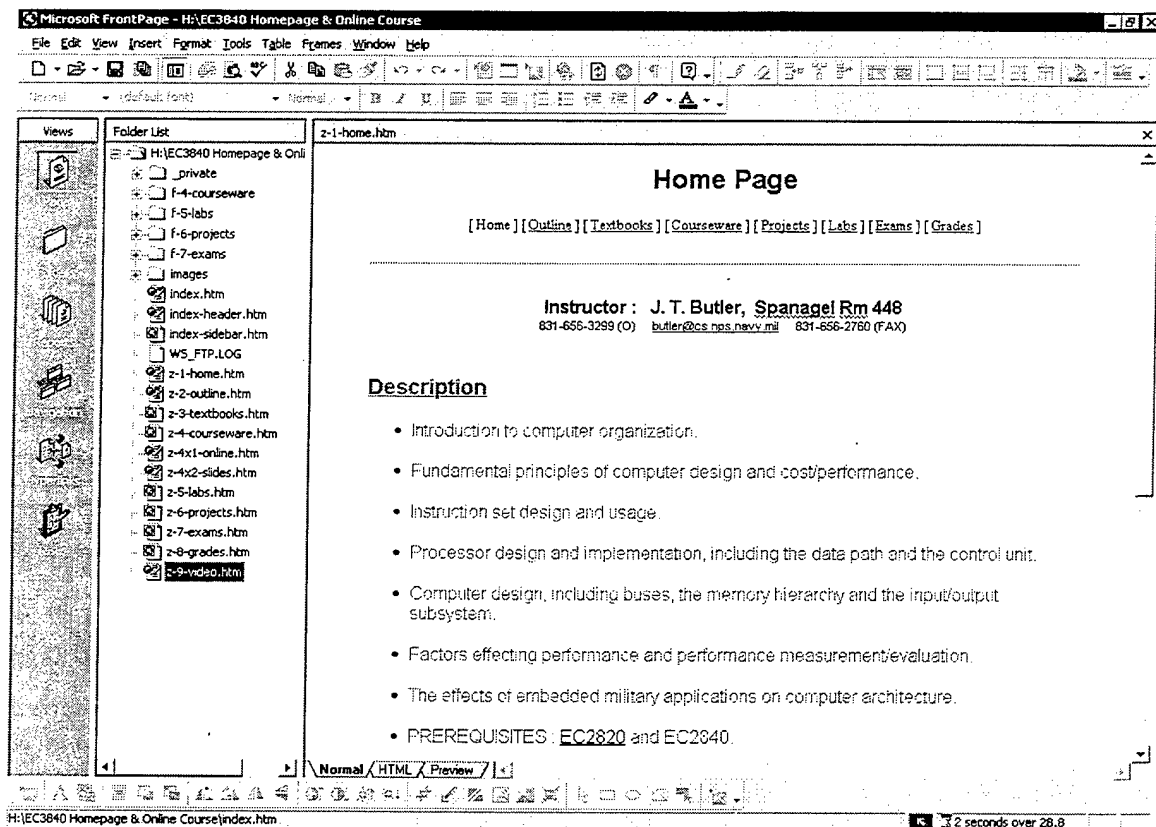 Microsoft FrontPage - H:\EC3840 Homepage & Online Course
File Edit View Insert Format Tools Table Frames Window Help
Normal (default font) Normal B I U A
Views
Folder List
z-1-home.htm
H:\EC3840 Homepage & Onli
_private
f-4-courseware
f-5-labs
f-6-projects
f-7-exams
images
index.htm
index-header.htm
index-sidebar.htm
WS_FTP.LOG
z-1-home.htm
z-2-outline.htm
z-3-textbooks.htm
z-4-courseware.htm
z-4x1-online.htm
z-4x2-slides.htm
z-5-labs.htm
z-6-projects.htm
z-7-exams.htm
z-8-grades.htm
z-9-video.htm
Home Page
[ Home ] [ Outline ] [ Textbooks ] [ Courseware ] [ Projects ] [ Labs ] [ Exams ] [ Grades ]
Instructor : J. T. Butler, Spanagel Rm 448
831-656-3299 (O) butler@cs.nps.navy.mil 831-656-2760 (FAX)
Description
• Introduction to computer organization.
• Fundamental principles of computer design and cost/performance.
• Instruction set design and usage.
• Processor design and implementation, including the data path and the control unit.
• Computer design, including buses, the memory hierarchy and the input/output
subsystem.
• Factors effecting performance and performance measurement/evaluation.
• The effects of embedded military applications on computer architecture.
• PREREQUISITES : EC2820 and EC2840.
Normal HTML Preview
H:\EC3840 Homepage & Online Course\index.htm
2 seconds over 28.8